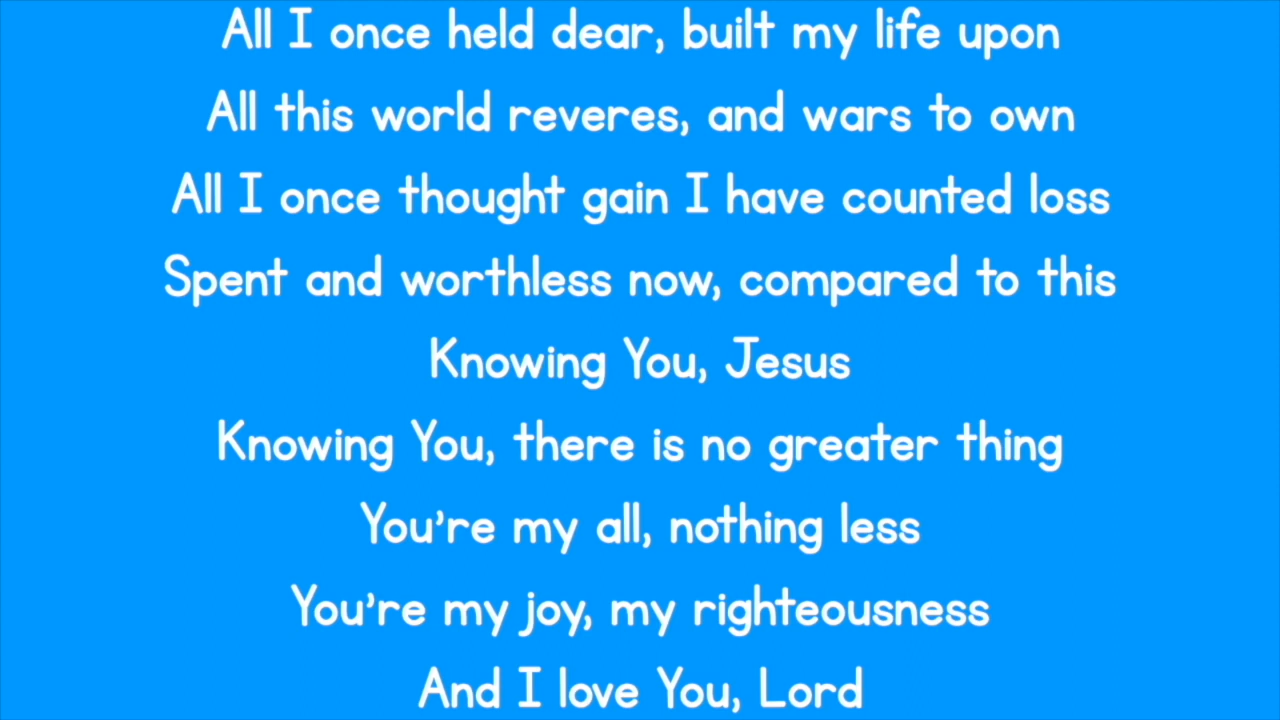 All I once held dear, built my life upon
All this world reveres, and wars to own
All I once thought gain I have counted loss
Spent and worthless now, compared to this
Knowing You, Jesus
Knowing You, there is no greater thing
You're my all, nothing less
You're my joy, my righteousness
And I love You, Lord